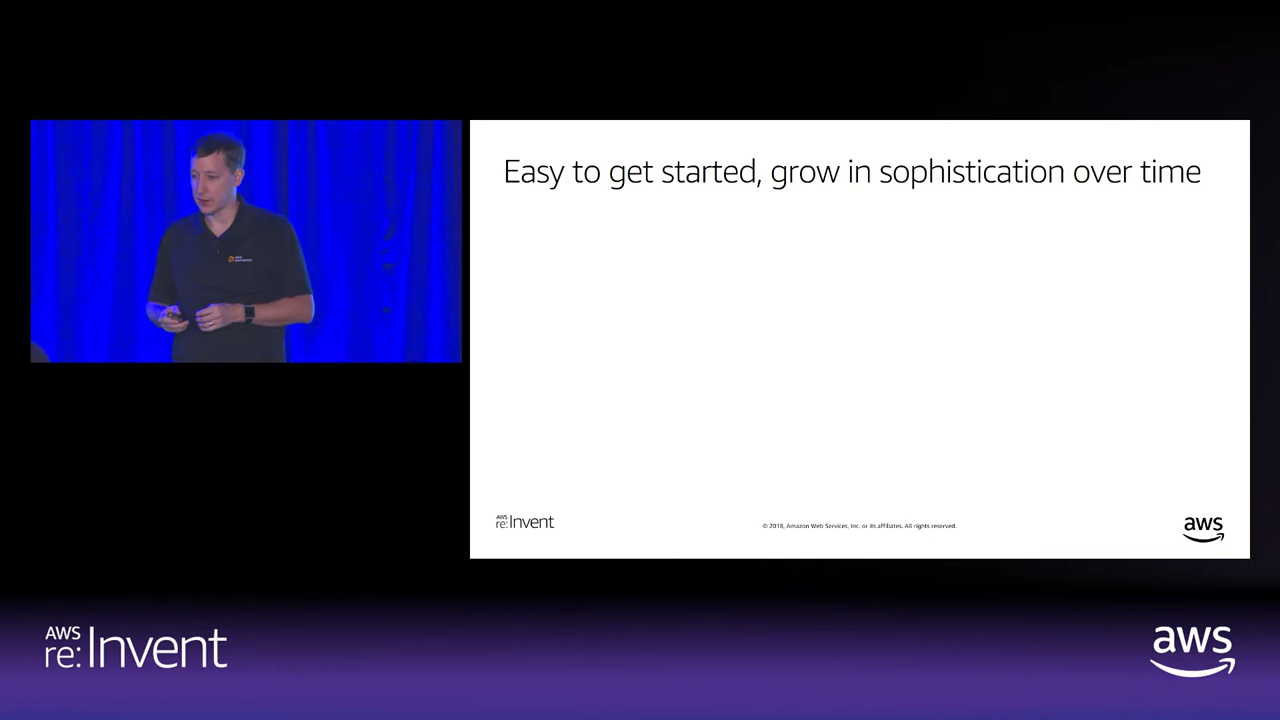 Easy to get started, grow in sophistication over time
AWS
re:Invent
© 2018, Amazon Web Services, Inc. or its affiliates. All rights reserved.
aws
AWS
re:Invent
aws